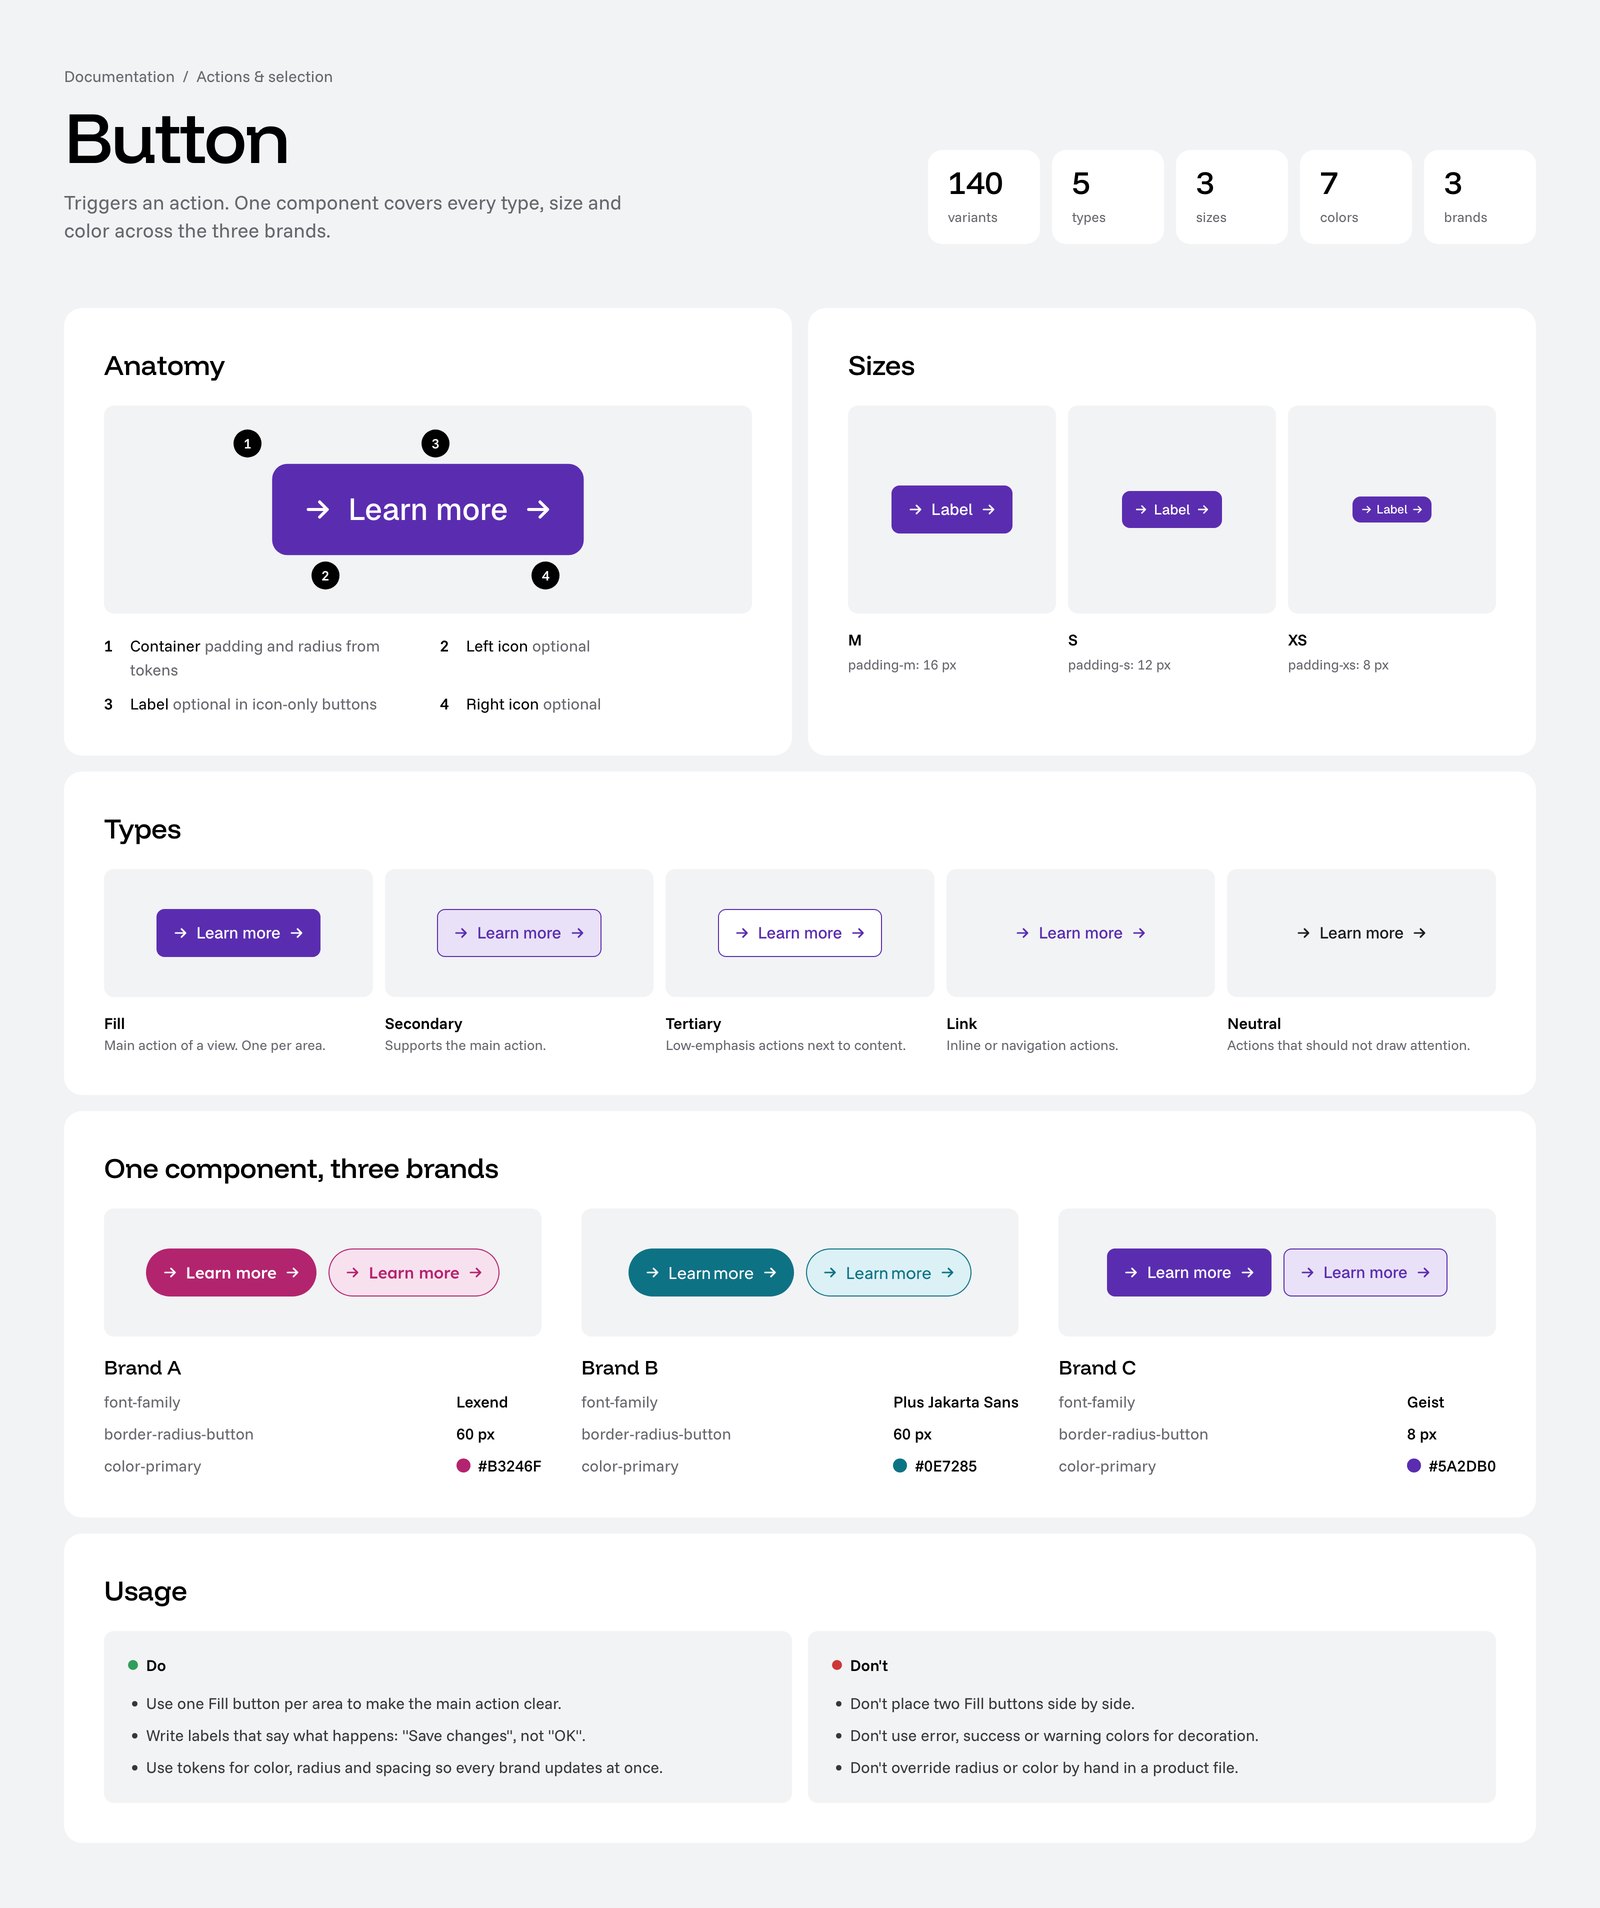 Documentation / Actions & selection
Button
Triggers an action. One component covers every type, size and
color across the three brands.
140
variants
5
types
3
sizes
7
colors
3
brands
Anatomy
1
3
→ Learn more →
2
4
1 Container padding and radius from
tokens
2 Left icon optional
3 Label optional in icon-only buttons
4 Right icon optional
Sizes
→ Label →
→ Label →
→ Label →
M
padding-m: 16 px
S
padding-s: 12 px
XS
padding-xs: 8 px
Types
→ Learn more →
→ Learn more →
→ Learn more →
→ Learn more →
→ Learn more →
Fill
Main action of a view. One per area.
Secondary
Supports the main action.
Tertiary
Low-emphasis actions next to content.
Link
Inline or navigation actions.
Neutral
Actions that should not draw attention.
One component, three brands
→ Learn more →
→ Learn more →
→ Learn more →
→ Learn more →
→ Learn more →
→ Learn more →
Brand A
font-family Lexend
border-radius-button 60 px
color-primary #B3246F
Brand B
font-family Plus Jakarta Sans
border-radius-button 60 px
color-primary #0E7285
Brand C
font-family Geist
border-radius-button 8 px
color-primary #5A2DB0
Usage
Do
• Use one Fill button per area to make the main action clear.
• Write labels that say what happens: "Save changes", not "OK".
• Use tokens for color, radius and spacing so every brand updates at once.
Don't
• Don't place two Fill buttons side by side.
• Don't use error, success or warning colors for decoration.
• Don't override radius or color by hand in a product file.